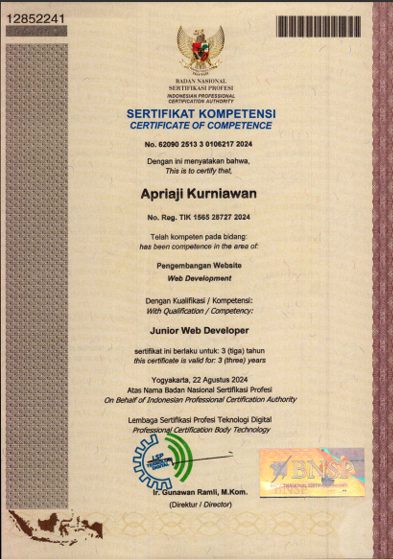 12852241
BADAN NASIONAL
SERTIFIKASI PROFESI
INDONESIAN PROFESSIONAL
CERTIFICATION AUTHORITY
SERTIFIKAT KOMPETENSI
CERTIFICATE OF COMPETENCE
No. 62090 2513 3 0106217 2024
Dengan ini menyatakan bahwa,
This is to certify that,
Apriaji Kurniawan
No. Reg. TIK 1565 28727 2024
Telah kompeten pada bidang:
has been competence in the area of:
Pengembangan Website
Web Development
Dengan Kualifikasi / Kompetensi:
With Qualification / Competency:
Junior Web Developer
sertifikat ini berlaku untuk: 3 (tiga) tahun
this certificate is valid for: 3 (three) years
Yogyakarta, 22 Agustus 2024
Atas Nama Badan Nasional Sertifikasi Profesi
On Behalf of Indonesian Professional Certification Authority
Lembaga Sertifikasi Profesi Teknologi Digital
Professional Certification Body Technology
LSP
TEKNOLOGI
DIGITAL
BNSP
Ir. Gunawan Ramli, M.Kom.
(Direktur / Director)